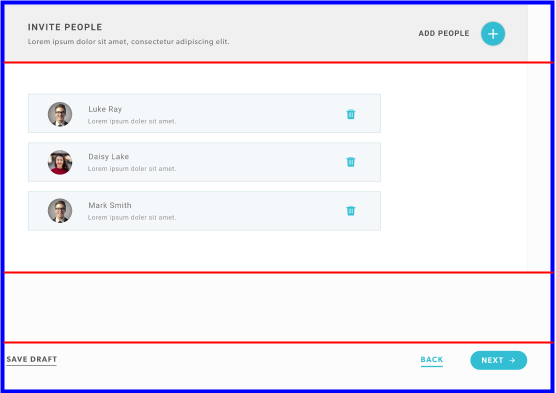 INVITE PEOPLE
Lorem ipsum dolor sit amet, consectetur adipiscing elit.
ADD PEOPLE
Luke Ray
Lorem ipsum doler sit amet.
Daisy Lake
Lorem ipsum doler sit amet.
Mark Smith
Lorem ipsum doler sit amet.
SAVE DRAFT
BACK
NEXT →